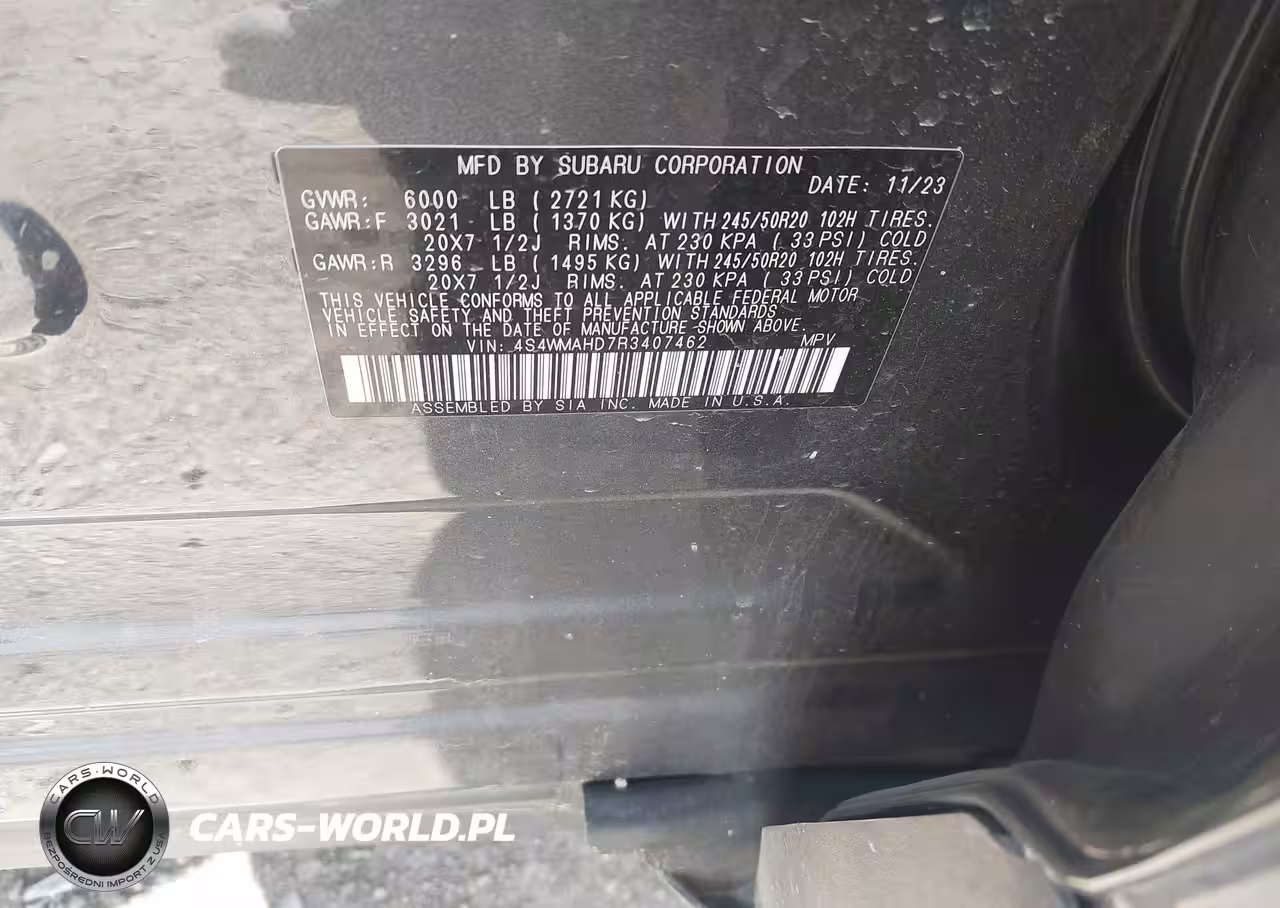 MFD BY SUBARU CORPORATION
DATE: 11/23
GVWR: 6000 LB ( 2721 KG)
GAWR:F 3021 LB ( 1370 KG) WITH 245/50R20 102H TIRES.
20X7 1/2J RIMS. AT 230 KPA ( 33 PSI) COLD
GAWR:R 3296 LB ( 1495 KG) WITH 245/50R20 102H TIRES.
20X7 1/2J RIMS. AT 230 KPA ( 33 PSI) COLD
THIS VEHICLE CONFORMS TO ALL APPLICABLE FEDERAL MOTOR
VEHICLE SAFETY AND THEFT PREVENTION STANDARDS
IN EFFECT ON THE DATE OF MANUFACTURE SHOWN ABOVE.
VIN: 4S4WMAHD7R3407462 MPV
ASSEMBLED BY SIA INC. MADE IN U.S.A.
CARS-WORLD
CW
BEZPOŚREDNI IMPORT Z USA
CARS-WORLD.PL